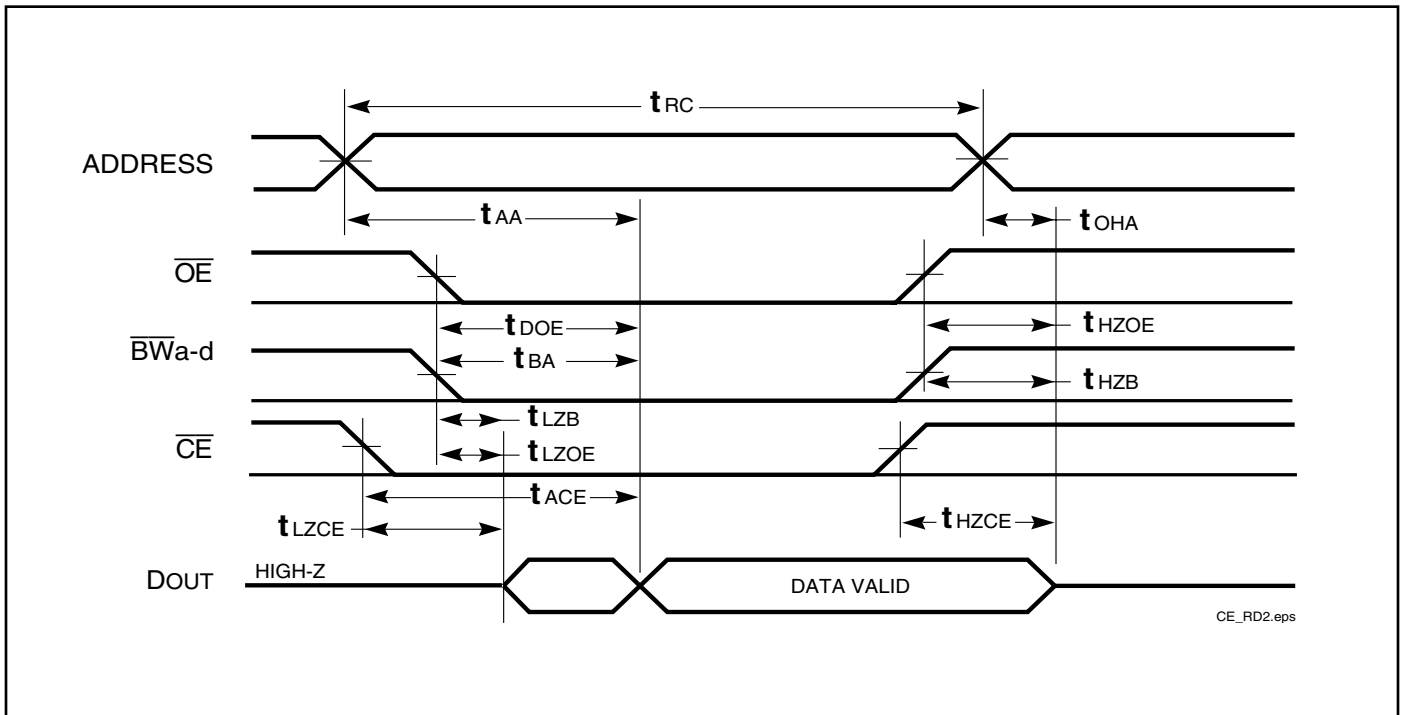 tRC
ADDRESS
tAA
tOHA
OE
tDOE
tHZOE
BWa-d
tBA
tHZB
tLZB
CE
tLZOE
tACE
tLZCE
tHZCE
DOUT
HIGH-Z
DATA VALID
CE_RD2.eps